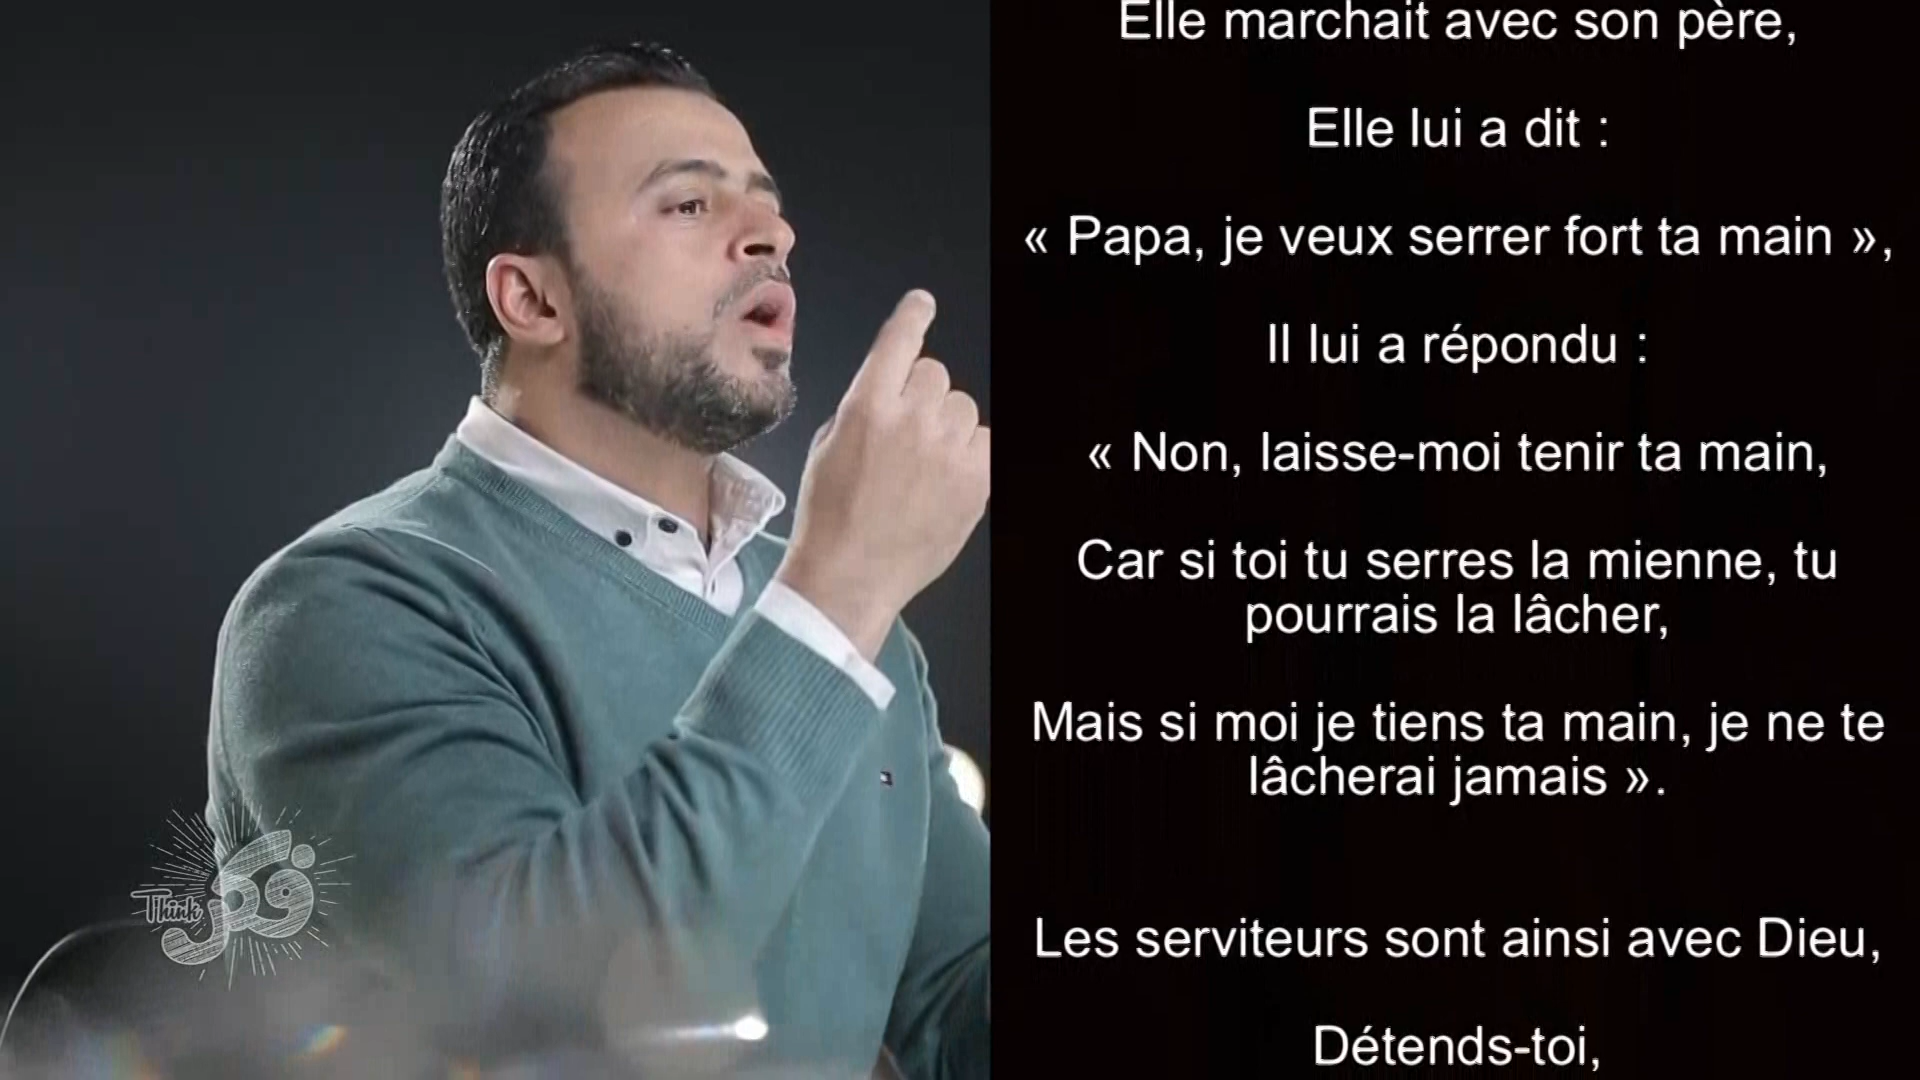 Elle marchait avec son père,
Elle lui a dit :
« Papa, je veux serrer fort ta main »,
Il lui a répondu :
« Non, laisse-moi tenir ta main,
Car si toi tu serres la mienne, tu
pourrais la lâcher,
Mais si moi je tiens ta main, je ne te
lâcherai jamais ».
Les serviteurs sont ainsi avec Dieu,
Détends-toi,
Think
فكر